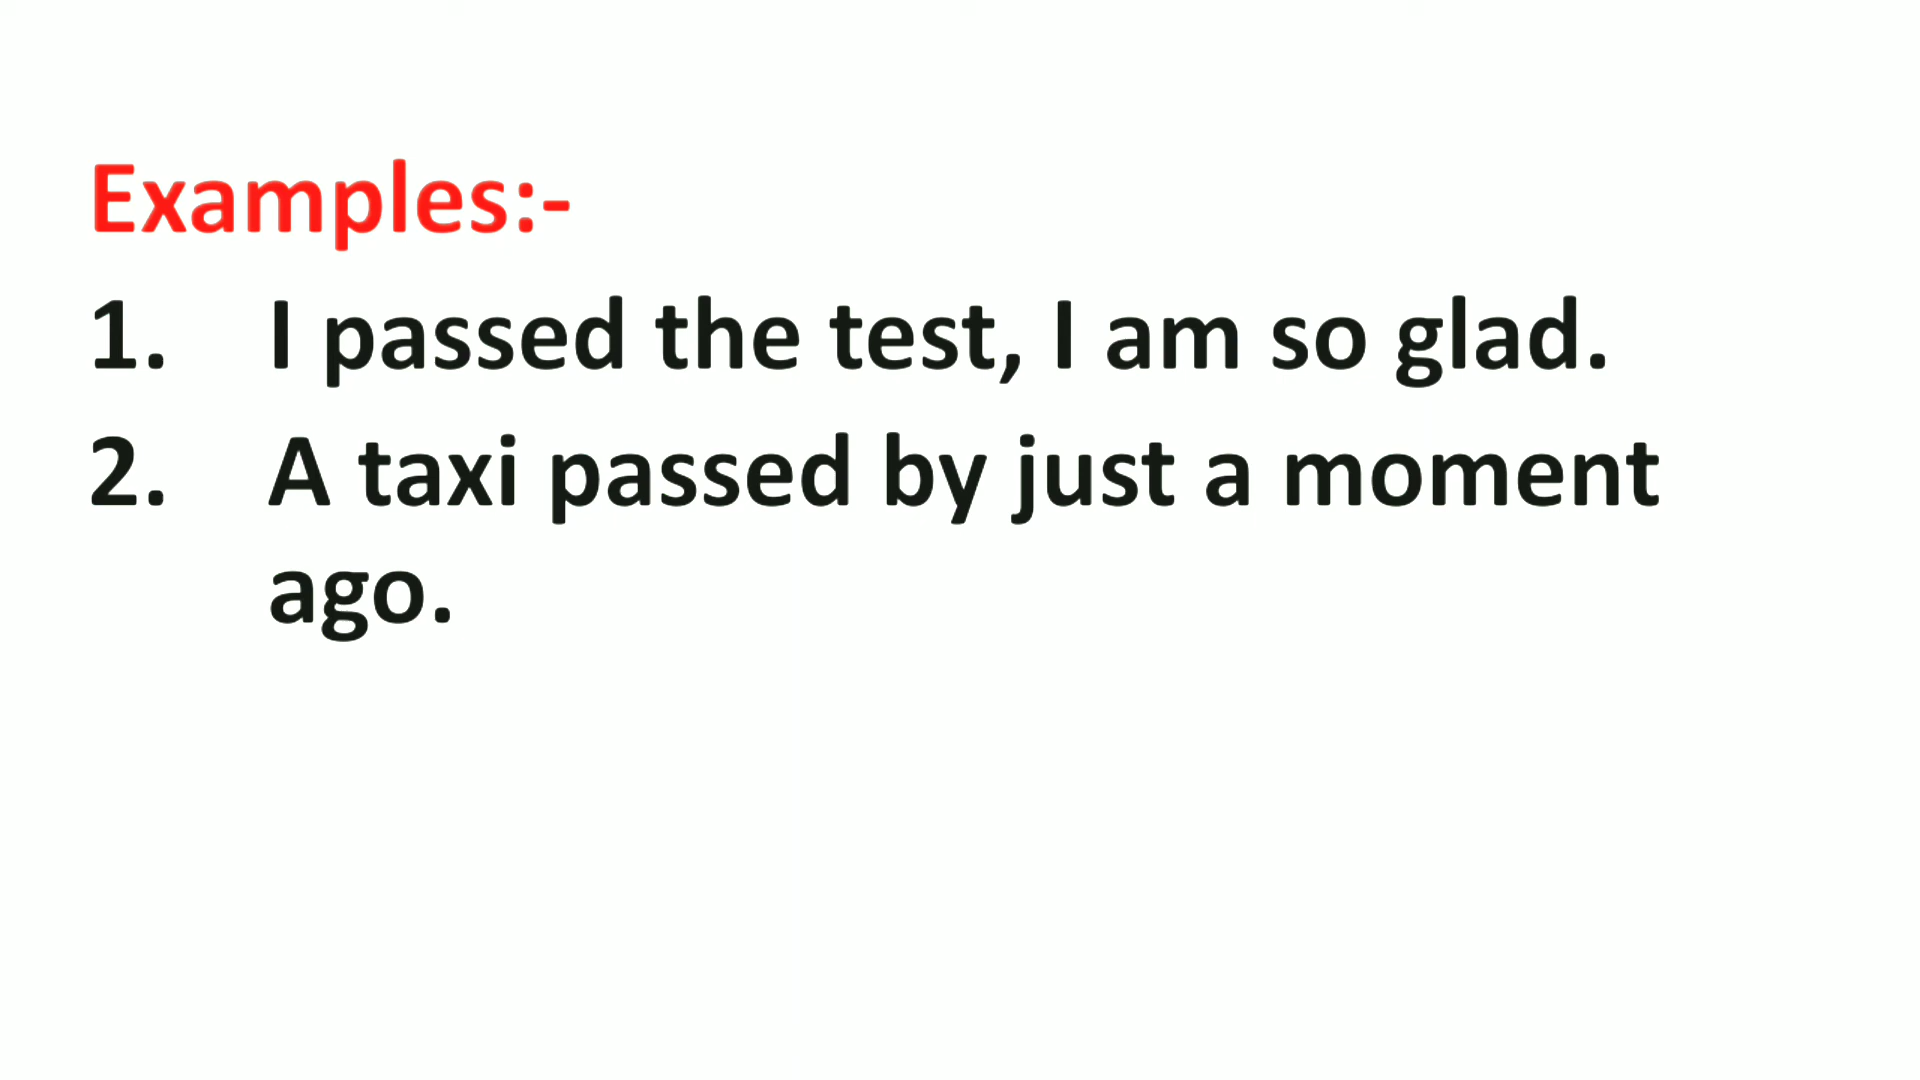 Examples:-
1. I passed the test, I am so glad.
2. A taxi passed by just a moment
ago.